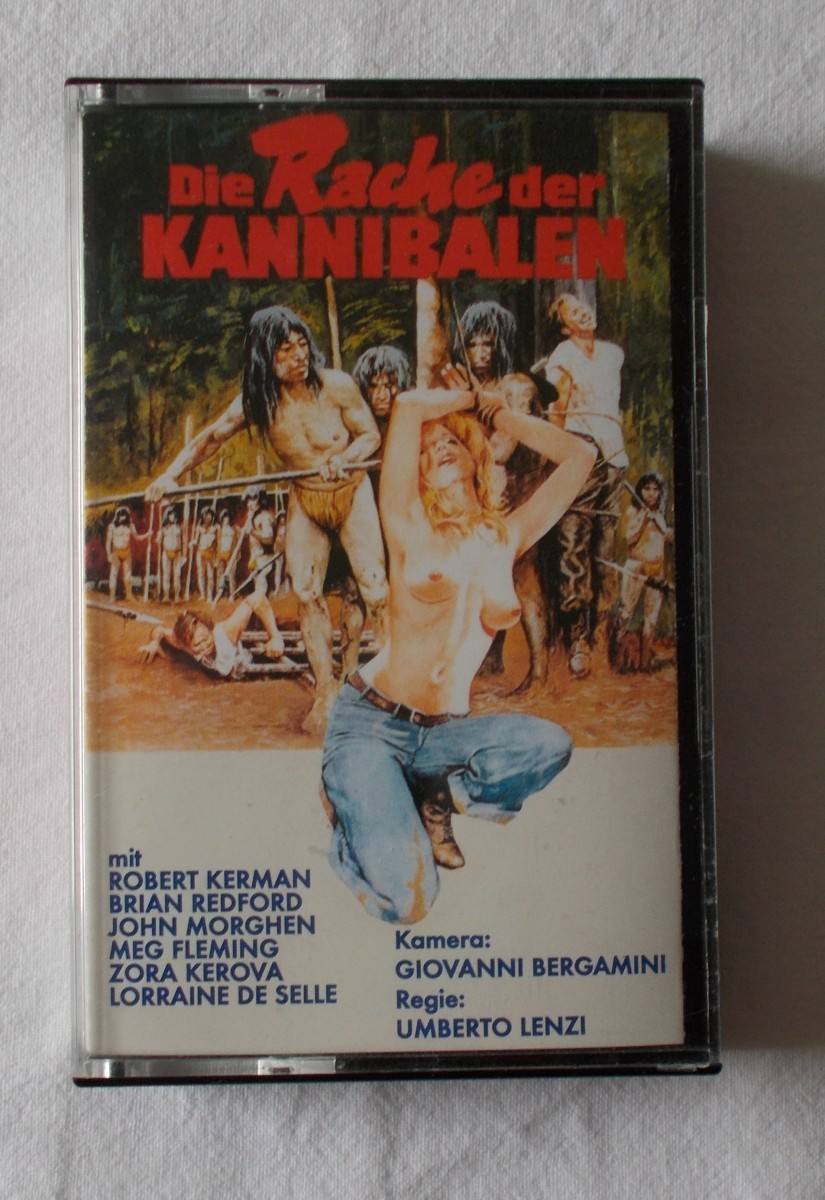 Die Rache der
KANNIBALEN
mit
ROBERT KERMAN
BRIAN REDFORD
JOHN MORGHEN
MEG FLEMING
ZORA KEROVA
LORRAINE DE SELLE
Kamera:
GIOVANNI BERGAMINI
Regie:
UMBERTO LENZI